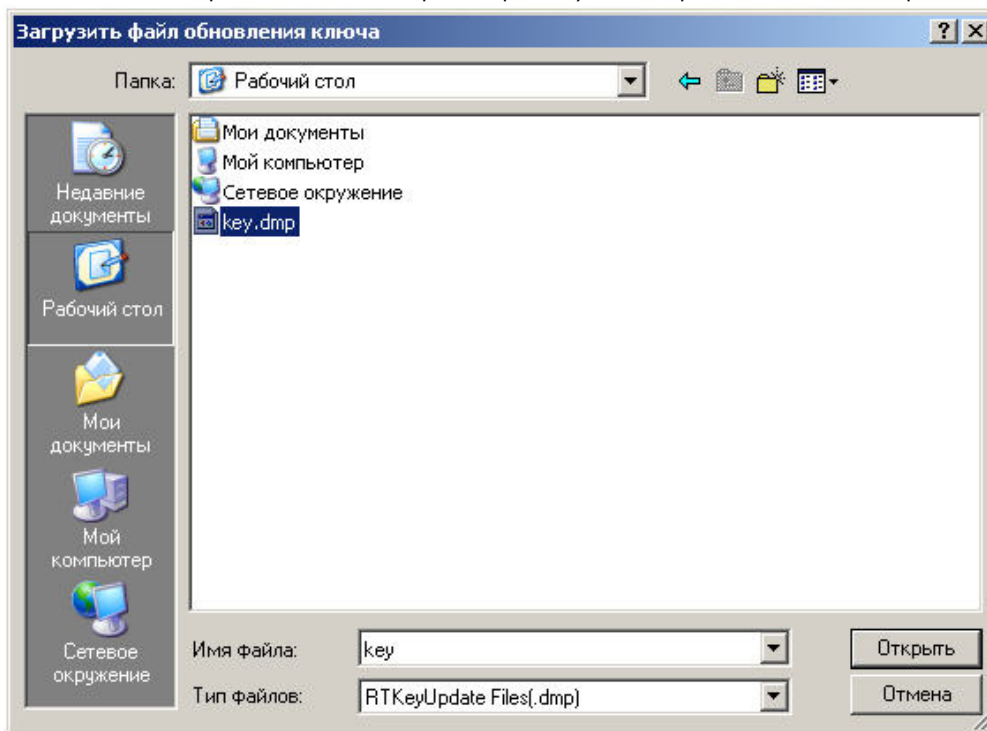 Загрузить файл обновления ключа
Папка:
Рабочий стол
Недавние
документы
Рабочий стол
Мои
документы
Мой
компьютер
Сетевое
окружение
Мои документы
Мой компьютер
Сетевое окружение
key.dmp
Имя файла:
key
Открыть
Тип файлов:
RTKeyUpdate Files(.dmp)
Отмена